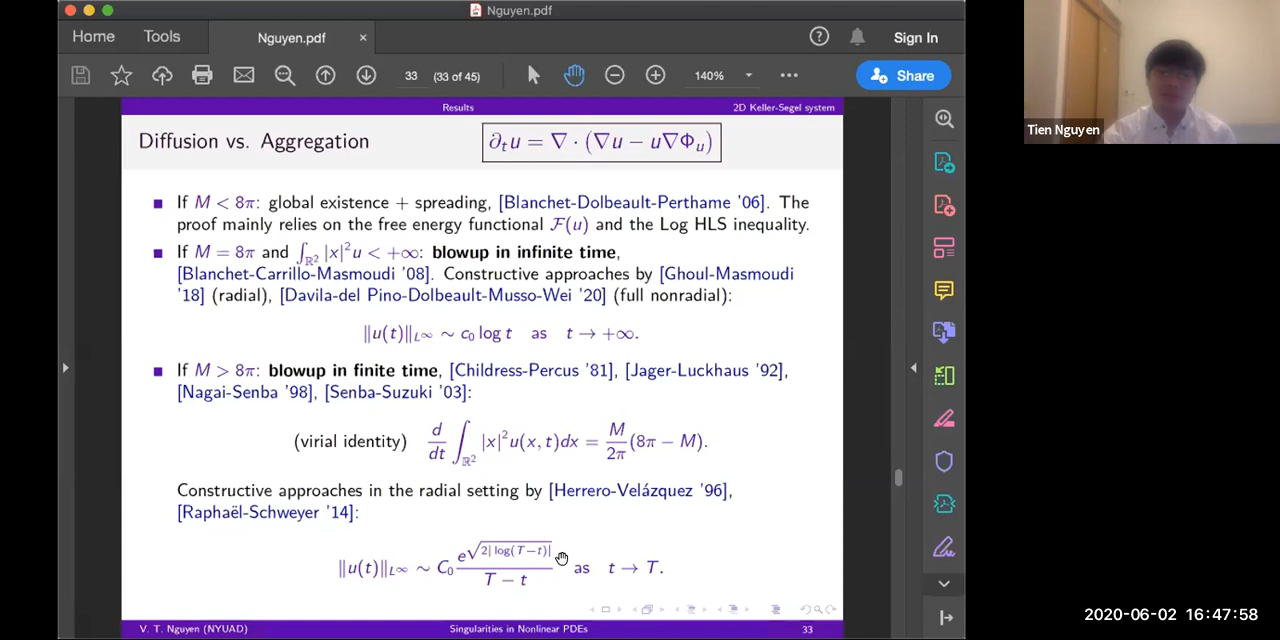 Nguyen.pdf
Home Tools Nguyen.pdf × Sign In
33 (33 of 45) 140% Share
Results 2D Keller-Segel system
Diffusion vs. Aggregation ∂ₜu = ∇ · (∇u − u∇Φᵤ)
If M < 8π: global existence + spreading, [Blanchet-Dolbeault-Perthame '06]. The
proof mainly relies on the free energy functional ℱ(u) and the Log HLS inequality.
If M = 8π and ∫_{ℝ²} |x|²u < +∞: blowup in infinite time,
[Blanchet-Carrillo-Masmoudi '08]. Constructive approaches by [Ghoul-Masmoudi
'18] (radial), [Davila-del Pino-Dolbeault-Musso-Wei '20] (full nonradial):
‖u(t)‖_{L^∞} ∼ c₀ log t as t → +∞.
If M > 8π: blowup in finite time, [Childress-Percus '81], [Jager-Luckhaus '92],
[Nagai-Senba '98], [Senba-Suzuki '03]:
(virial identity) d/dt ∫_{ℝ²} |x|²u(x, t)dx = M/2π (8π − M).
Constructive approaches in the radial setting by [Herrero-Velázquez '96],
[Raphaël-Schweyer '14]:
‖u(t)‖_{L^∞} ∼ C₀ e^{√(2|log(T−t)|)}/(T − t) as t → T.
V. T. Nguyen (NYUAD) Singularities in Nonlinear PDEs 33
Tien Nguyen
2020-06-02 16:47:58